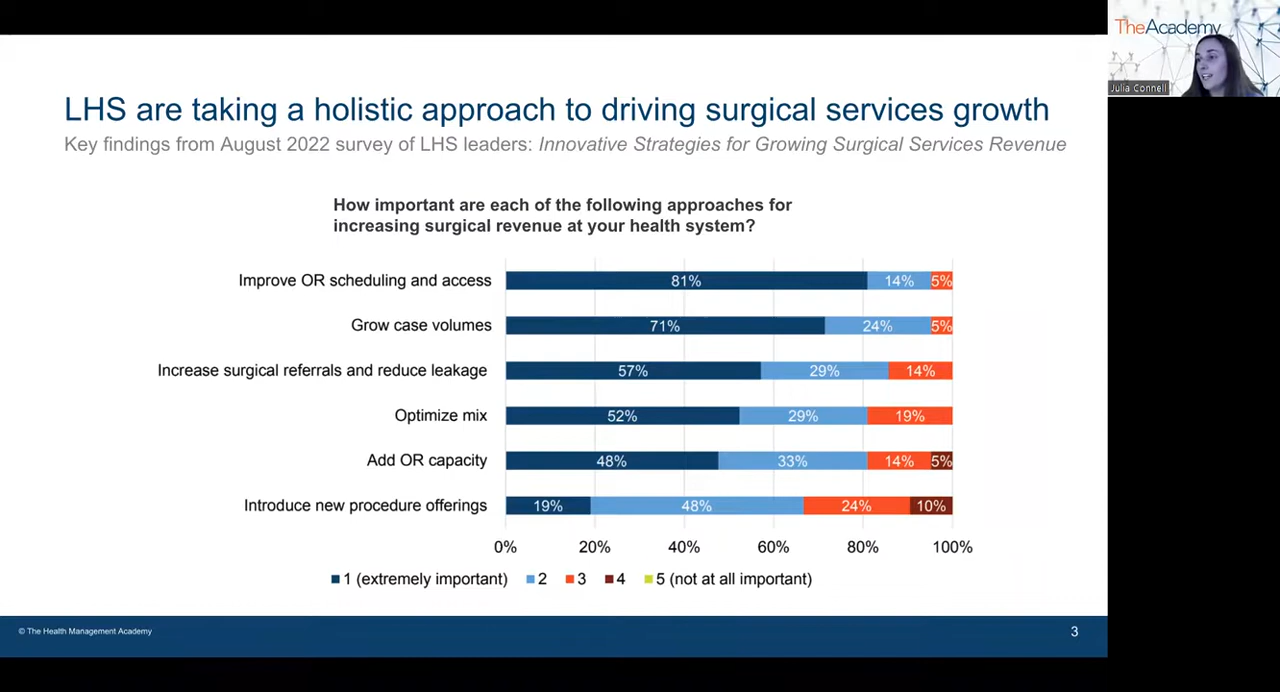 TheAcademy
Julia Connell
LHS are taking a holistic approach to driving surgical services growth
Key findings from August 2022 survey of LHS leaders: Innovative Strategies for Growing Surgical Services Revenue
How important are each of the following approaches for
increasing surgical revenue at your health system?
Improve OR scheduling and access 81% 14% 5%
Grow case volumes 71% 24% 5%
Increase surgical referrals and reduce leakage 57% 29% 14%
Optimize mix 52% 29% 19%
Add OR capacity 48% 33% 14% 5%
Introduce new procedure offerings 19% 48% 24% 10%
0% 20% 40% 60% 80% 100%
1 (extremely important) 2 3 4 5 (not at all important)
© The Health Management Academy 3